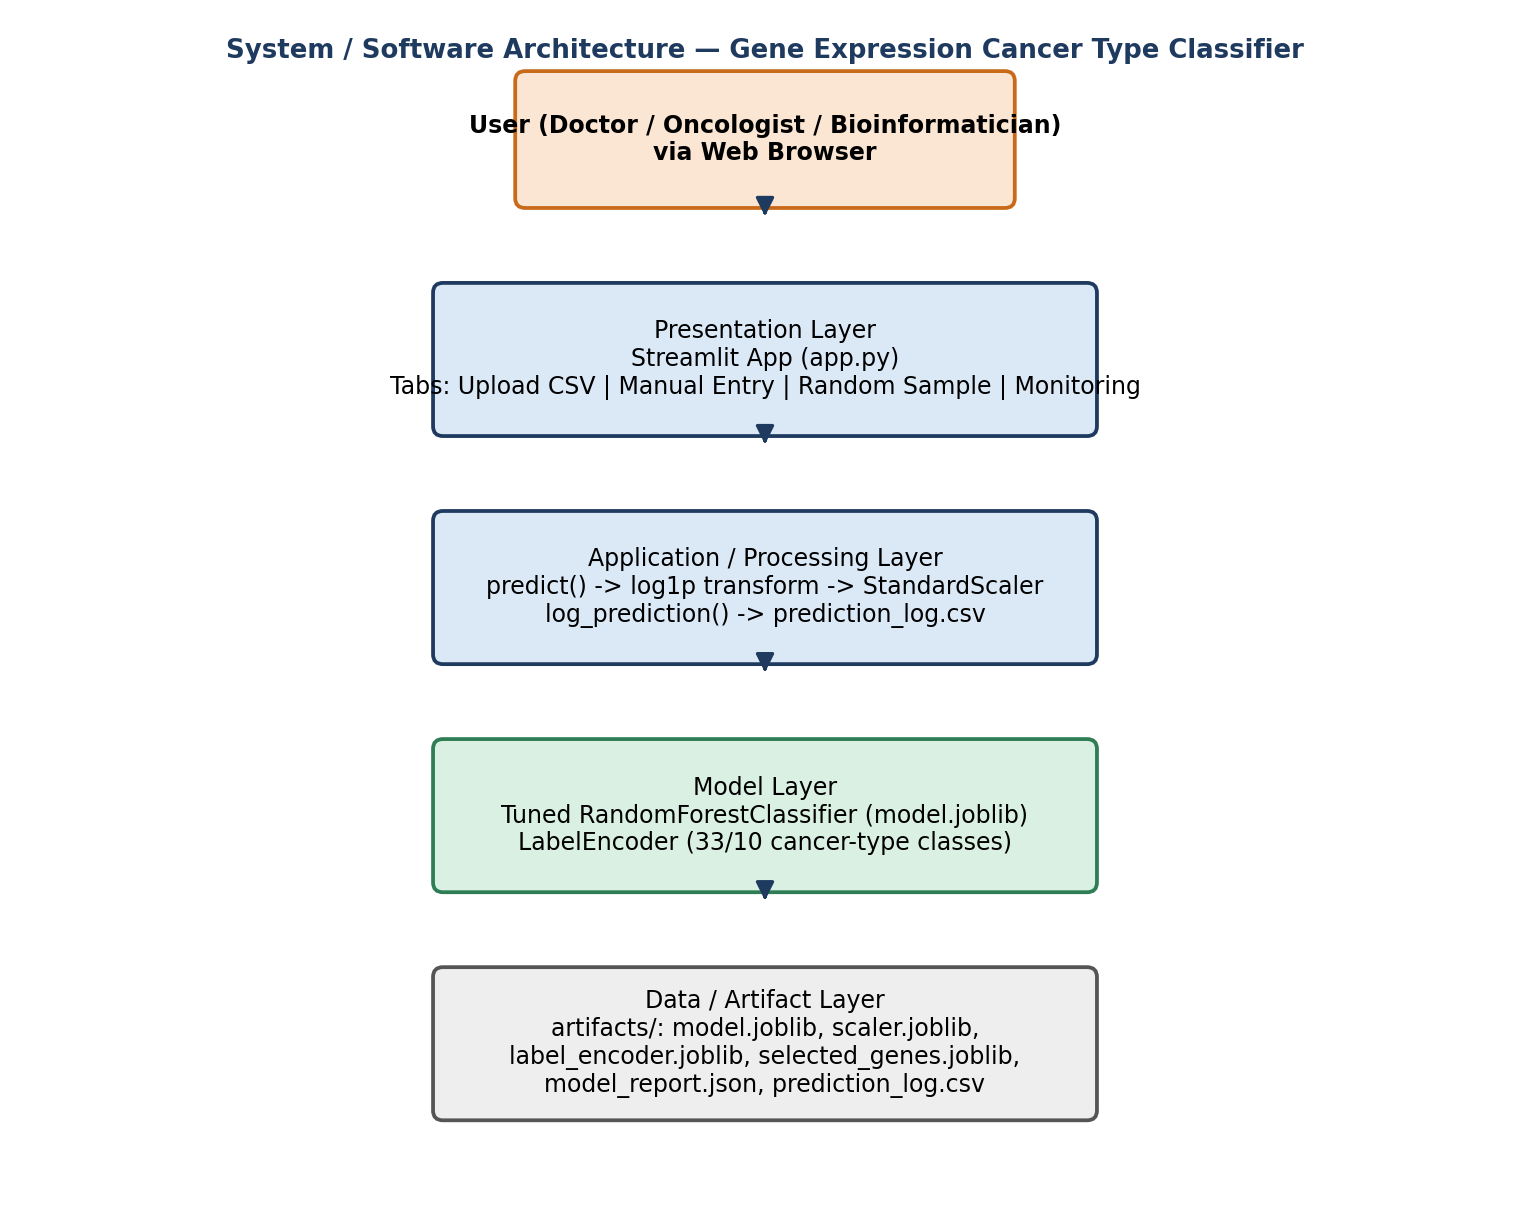 System / Software Architecture — Gene Expression Cancer Type Classifier
User (Doctor / Oncologist / Bioinformatician)
via Web Browser
Presentation Layer
Streamlit App (app.py)
Tabs: Upload CSV | Manual Entry | Random Sample | Monitoring
Application / Processing Layer
predict() -> log1p transform -> StandardScaler
log_prediction() -> prediction_log.csv
Model Layer
Tuned RandomForestClassifier (model.joblib)
LabelEncoder (33/10 cancer-type classes)
Data / Artifact Layer
artifacts/: model.joblib, scaler.joblib,
label_encoder.joblib, selected_genes.joblib,
model_report.json, prediction_log.csv